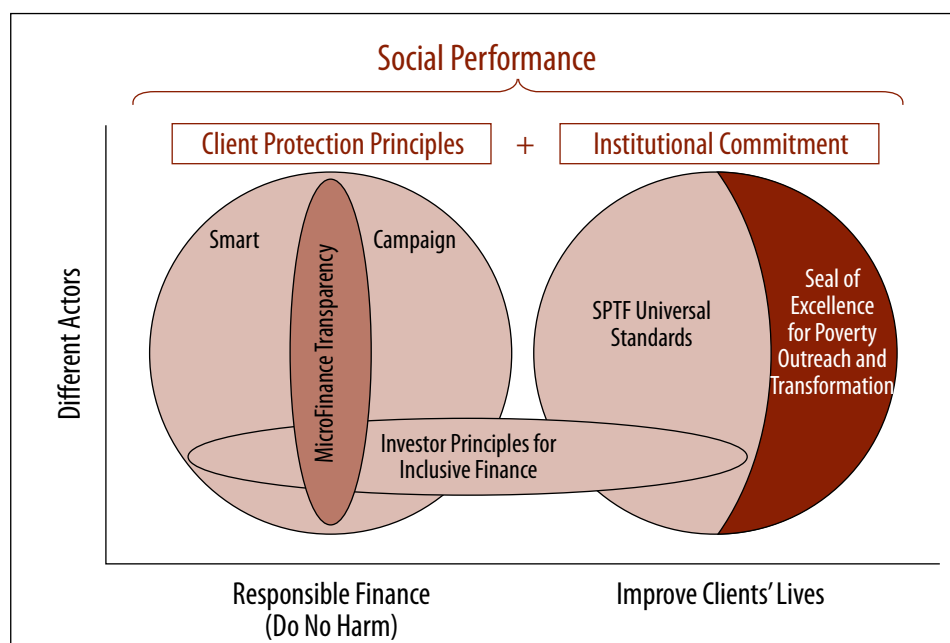 Social Performance
Client Protection Principles + Institutional Commitment
Different Actors
Smart Campaign
MicroFinance Transparency
SPTF Universal
Standards
Seal of
Excellence
for Poverty
Outreach and
Transformation
Investor Principles for
Inclusive Finance
Responsible Finance
(Do No Harm)
Improve Clients' Lives